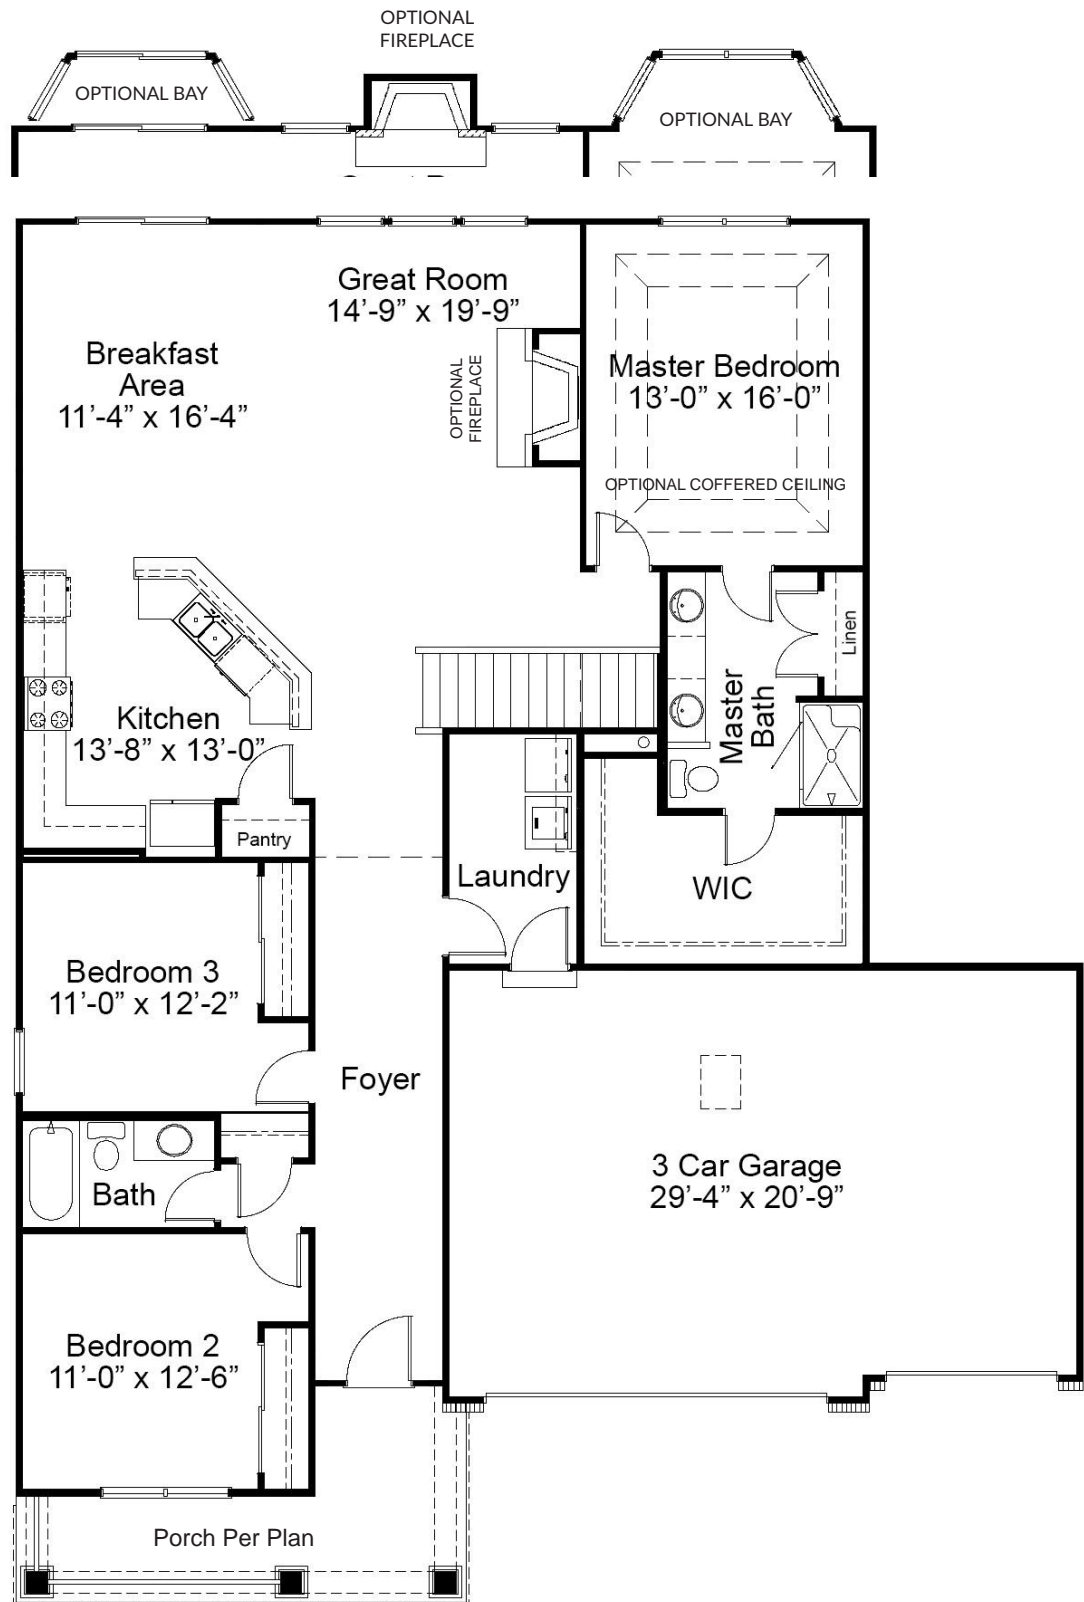 OPTIONAL
FIREPLACE
OPTIONAL BAY
OPTIONAL BAY
Great Room
14’-9” x 19’-9”
Breakfast
Area
11’-4” x 16’-4”
OPTIONAL
FIREPLACE
Master Bedroom
13’-0” x 16’-0”
OPTIONAL COFFERED CEILING
Linen
Master
Bath
Kitchen
13’-8” x 13’-0”
Pantry
Laundry
WIC
Bedroom 3
11’-0” x 12’-2”
Foyer
3 Car Garage
29’-4” x 20’-9”
Bath
Bedroom 2
11’-0” x 12’-6”
Porch Per Plan